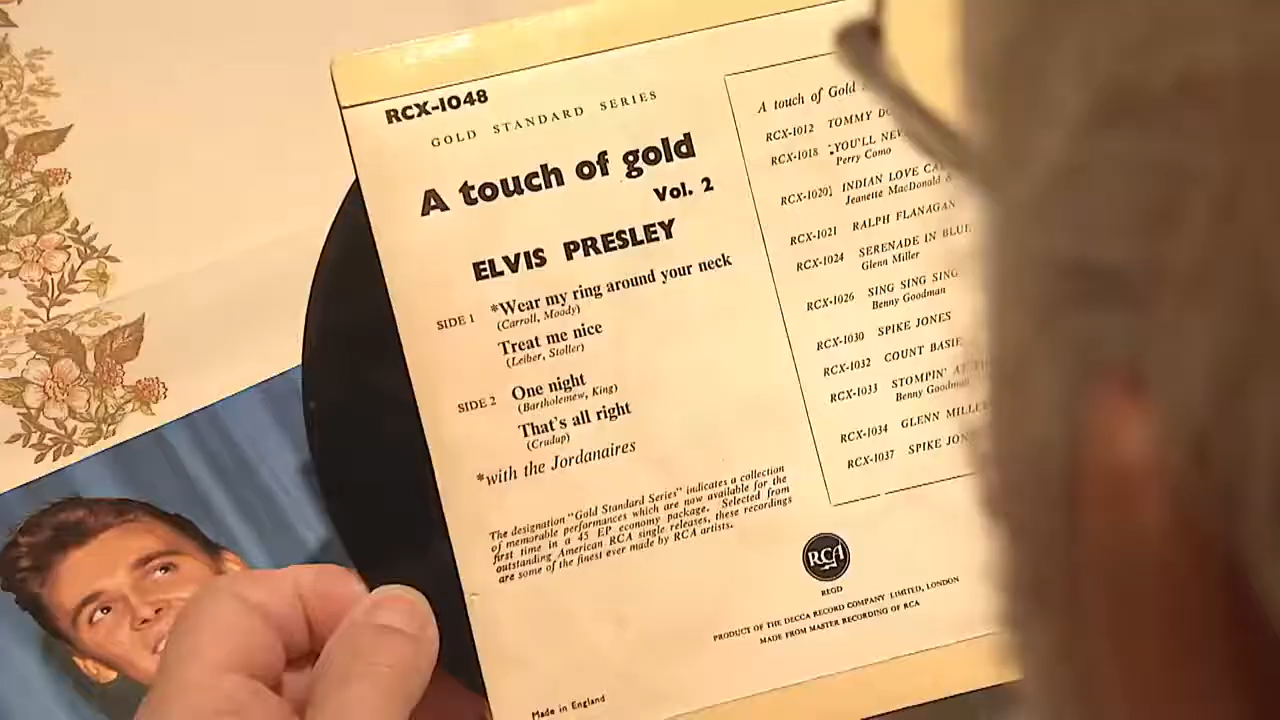 RCX-1048
GOLD STANDARD SERIES
A touch of gold
Vol. 2
ELVIS PRESLEY
SIDE 1 *Wear my ring around your neck
(Carroll, Moody)
Treat me nice
(Leiber, Stoller)
SIDE 2 One night
(Bartholemew, King)
That's all right
(Crudup)
*with the Jordanaires
The designation "Gold Standard Series" indicates a collection
of memorable performances which are now available for the
first time in a 45 EP economy package. Selected from
outstanding American RCA single releases, these recordings
are some of the finest ever made by RCA artists.
Made in England
A touch of Gold
RCX-1012 TOMMY
RCX-1018 YOU'LL
Perry Como
RCX-1020 INDIAN LOVE
Jeanette MacDonald &
RCX-1021 RALPH FLANAGAN
RCX-1024 SERENADE IN BLUE
Glenn Miller
RCX-1026 SING SING SING
Benny Goodman
RCX-1030 SPIKE JONES
RCX-1032 COUNT BASIE
RCX-1033 STOMPIN'
Benny Goodman
RCX-1034 GLENN MILLER
RCX-1037 SPIKE
RCA
REGD
PRODUCT OF THE DECCA RECORD COMPANY LIMITED, LONDON
MADE FROM MASTER RECORDING OF RCA